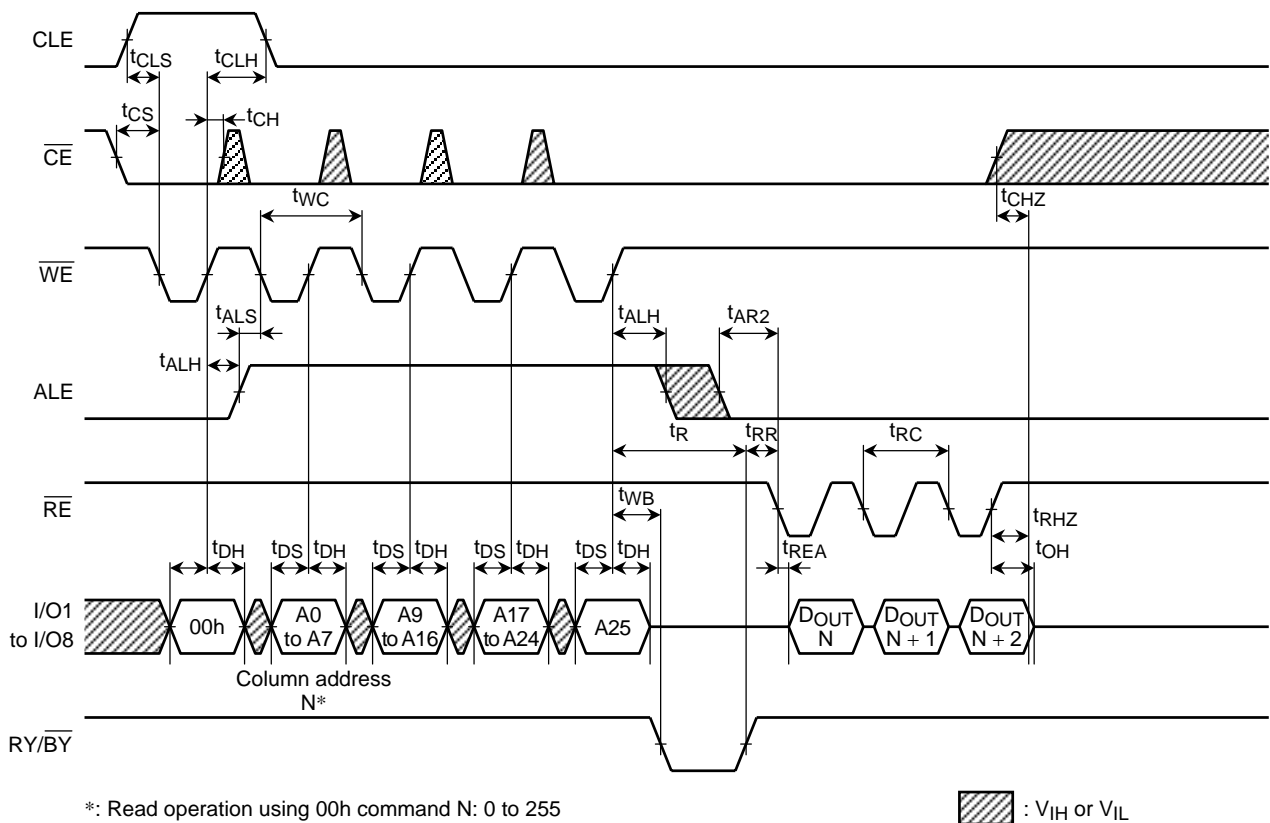 CLE
tCLS
tCLH
tCS
tCH
CE
tWC
tCHZ
WE
tALS
tALH
tAR2
tALH
ALE
tR
tRR
tRC
RE
tWB
tRHZ
tREA
tOH
tDH
tDS
tDH
tDS
tDH
tDS
tDH
tDS
tDH
I/O1
to I/O8
00h
A0
to A7
A9
to A16
A17
to A24
A25
DOUT
N
DOUT
N + 1
DOUT
N + 2
Column address
N*
RY/BY
*: Read operation using 00h command N: 0 to 255
: VIH or VIL